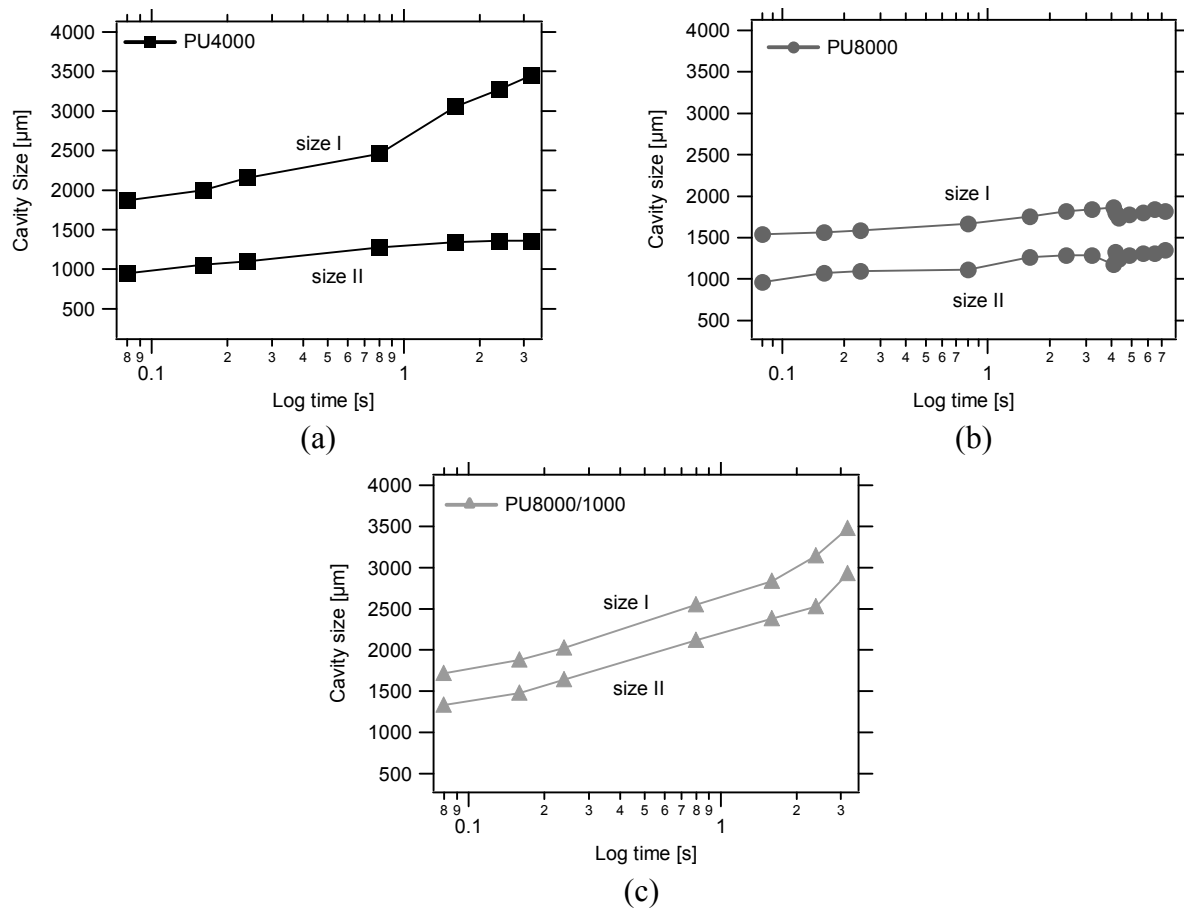 4000
3500
3000
2500
2000
1500
1000
500
Cavity Size [µm]
PU4000
size I
size II
8 9 2 3 4 5 6 7 8 9 2 3
0.1 1
Log time [s]
(a)
4000
3500
3000
2500
2000
1500
1000
500
Cavity size [µm]
PU8000
size I
size II
2 3 4 5 6 7 2 3 4 5 6 7
0.1 1
Log time [s]
(b)
4000
3500
3000
2500
2000
1500
1000
500
Cavity size [µm]
PU8000/1000
size I
size II
8 9 2 3 4 5 6 7 8 9 2 3
0.1 1
Log time [s]
(c)